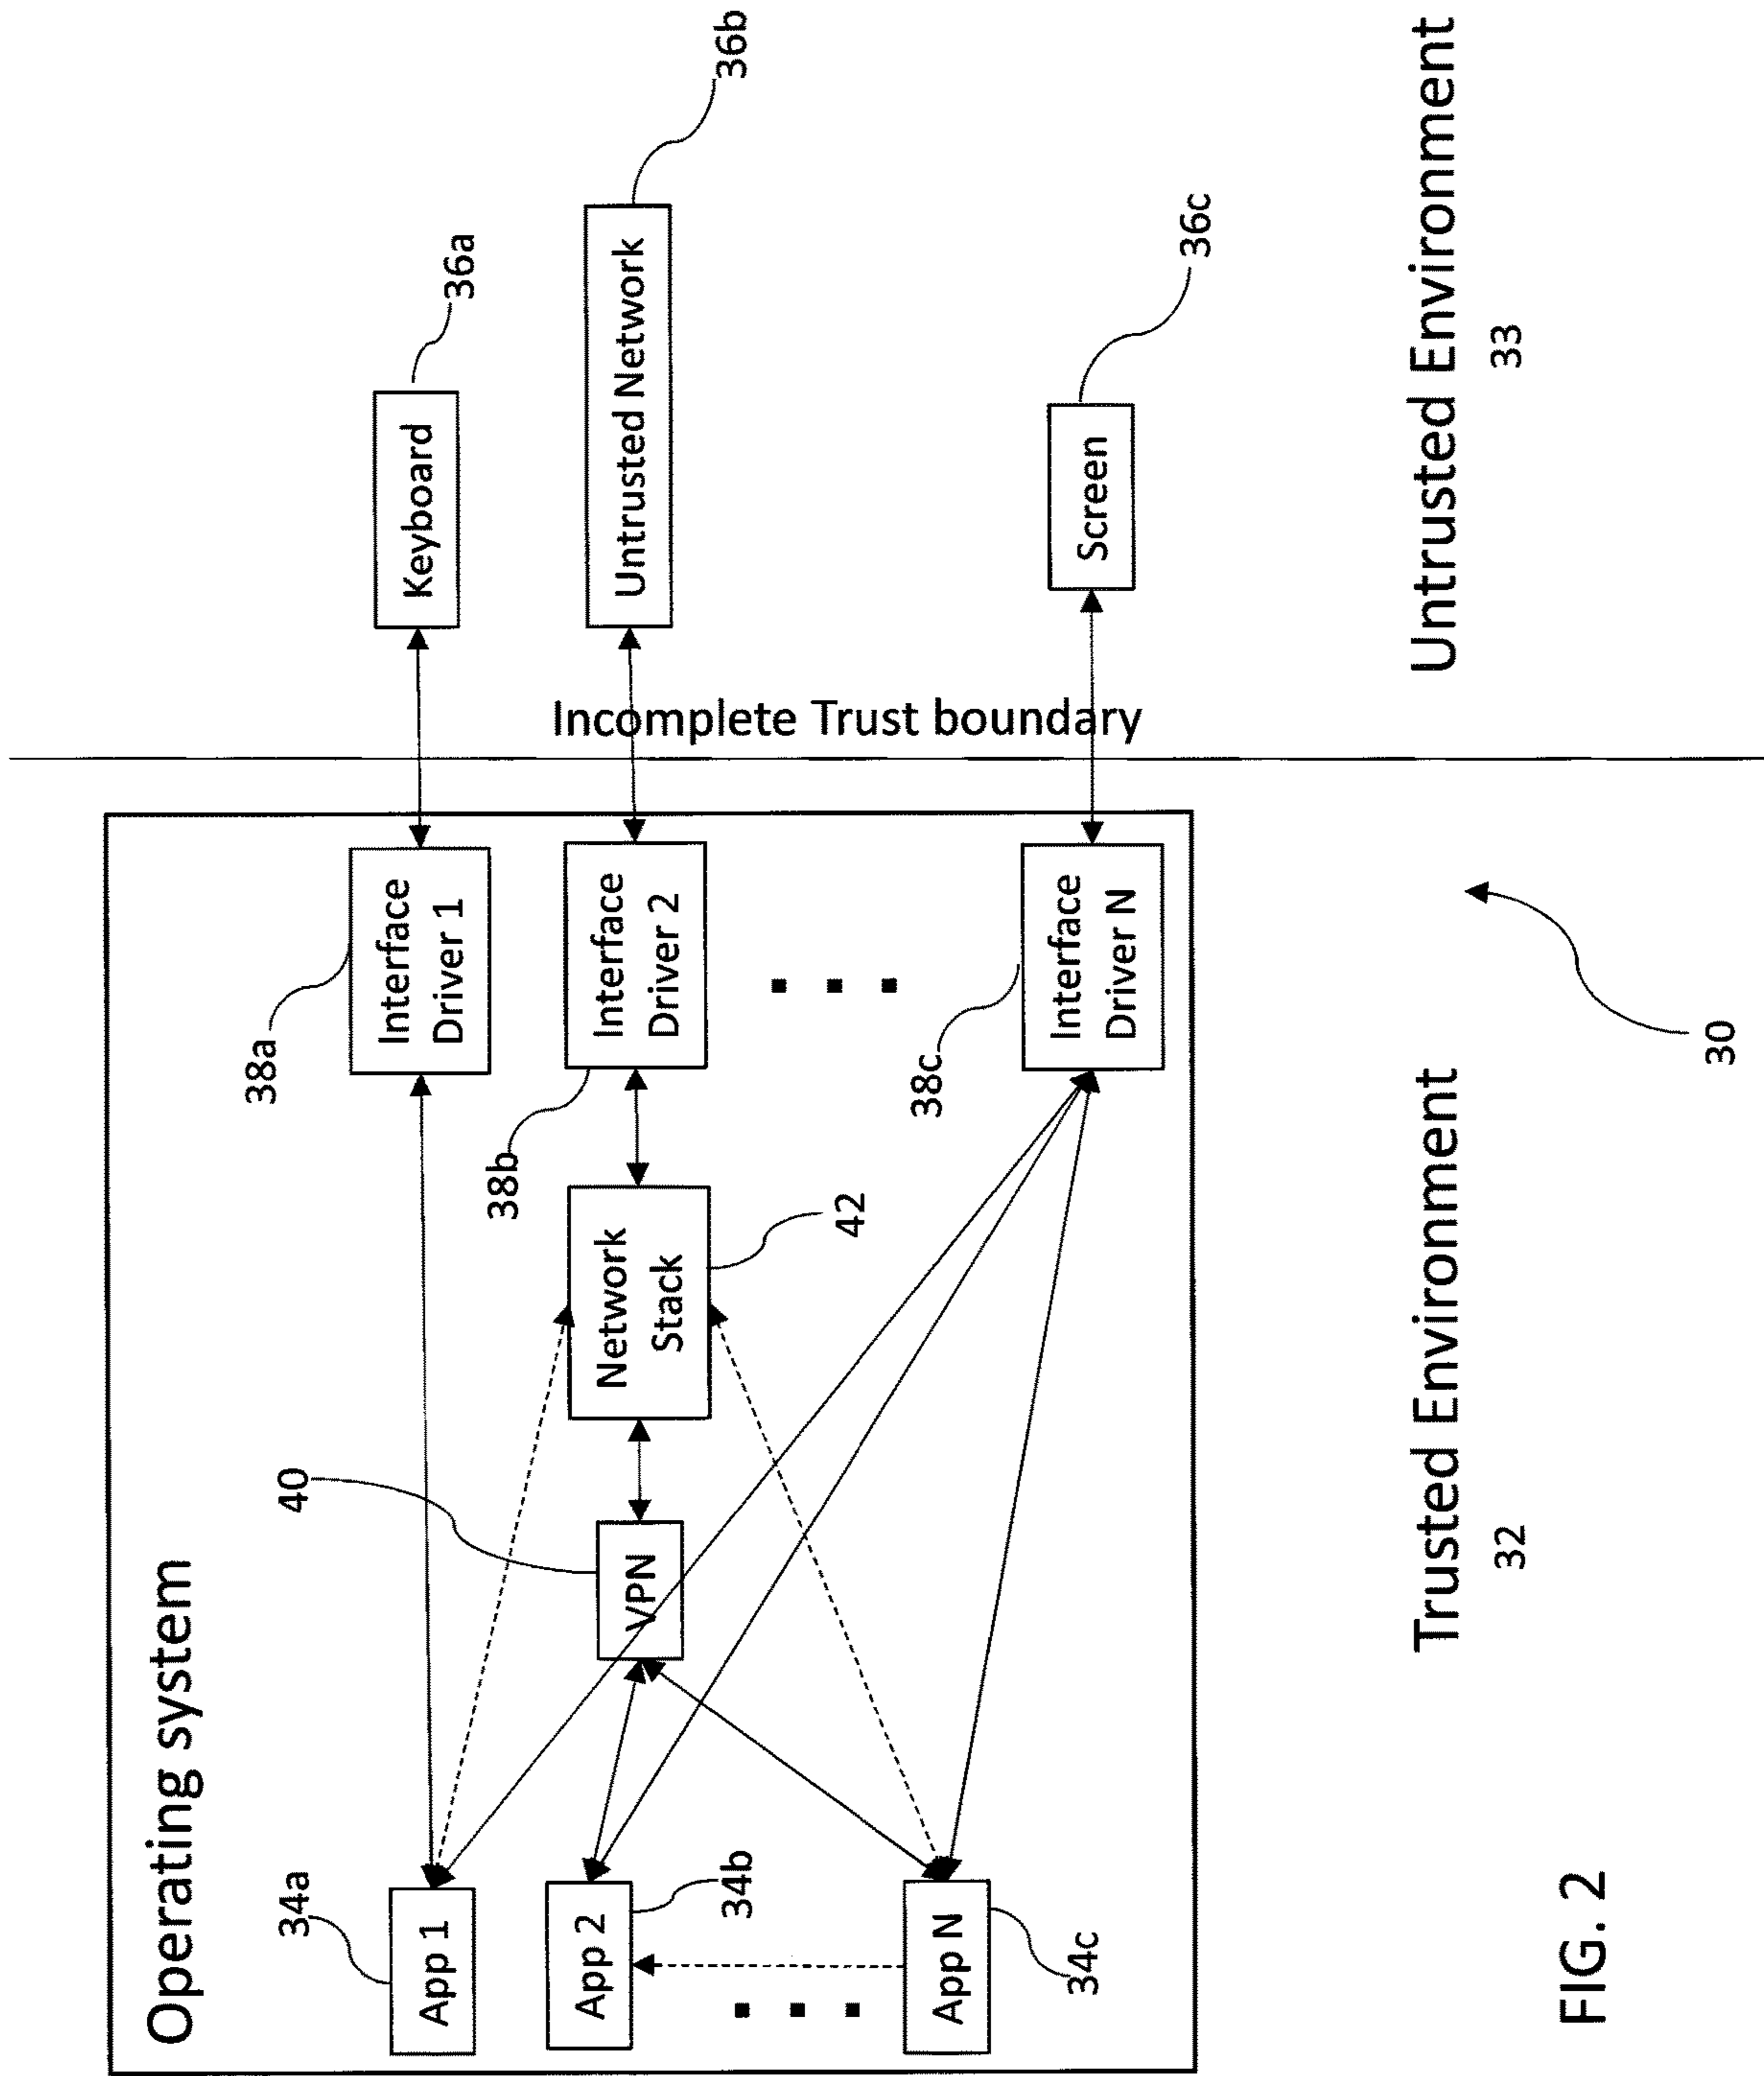 Operating system
34a
App 1
App 2
34b
App N
34c
40
VPN
Network
Stack
42
38a
Interface
Driver 1
38b
Interface
Driver 2
38c
Interface
Driver N
Incomplete Trust boundary
Keyboard
36a
Untrusted Network
36b
Screen
36c
Trusted Environment
32
Untrusted Environment
33
30
FIG. 2